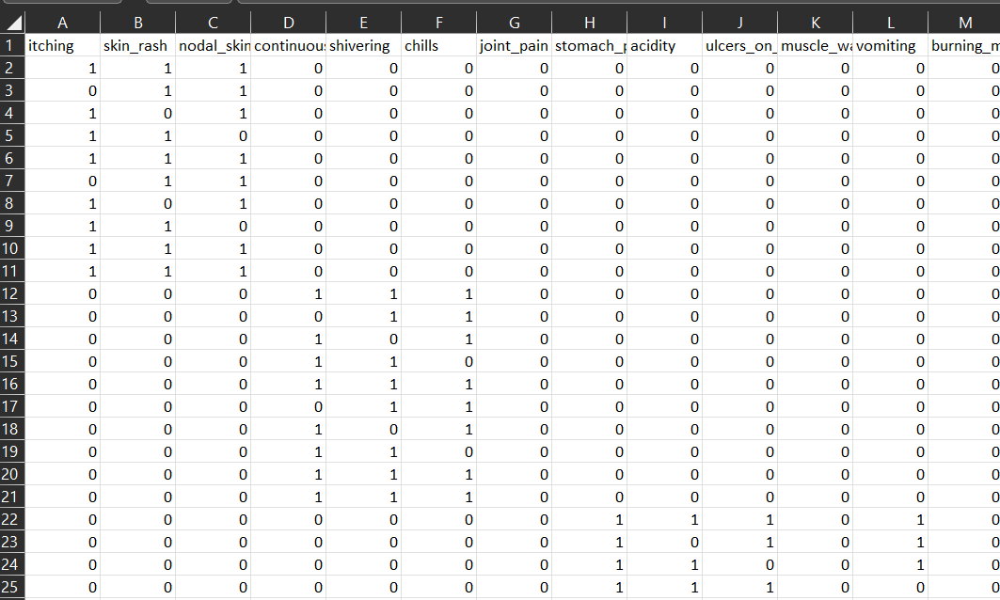 A B C D E F G H I J K L M
1 itching skin_rash nodal_skin continuous shivering chills joint_pain stomach_p acidity ulcers_on_ muscle_wa vomiting burning_m
2 1 1 1 0 0 0 0 0 0 0 0 0 0
3 0 1 1 0 0 0 0 0 0 0 0 0 0
4 1 0 1 0 0 0 0 0 0 0 0 0 0
5 1 1 0 0 0 0 0 0 0 0 0 0 0
6 1 1 1 0 0 0 0 0 0 0 0 0 0
7 0 1 1 0 0 0 0 0 0 0 0 0 0
8 1 0 1 0 0 0 0 0 0 0 0 0 0
9 1 1 0 0 0 0 0 0 0 0 0 0 0
10 1 1 1 0 0 0 0 0 0 0 0 0 0
11 1 1 1 0 0 0 0 0 0 0 0 0 0
12 0 0 0 1 1 1 0 0 0 0 0 0 0
13 0 0 0 0 1 1 0 0 0 0 0 0 0
14 0 0 0 1 0 1 0 0 0 0 0 0 0
15 0 0 0 1 1 0 0 0 0 0 0 0 0
16 0 0 0 1 1 1 0 0 0 0 0 0 0
17 0 0 0 0 1 1 0 0 0 0 0 0 0
18 0 0 0 1 0 1 0 0 0 0 0 0 0
19 0 0 0 1 1 0 0 0 0 0 0 0 0
20 0 0 0 1 1 1 0 0 0 0 0 0 0
21 0 0 0 1 1 1 0 0 0 0 0 0 0
22 0 0 0 0 0 0 0 1 1 1 0 1 0
23 0 0 0 0 0 0 0 1 0 1 0 1 0
24 0 0 0 0 0 0 0 1 1 0 0 1 0
25 0 0 0 0 0 0 0 1 1 1 0 0 0